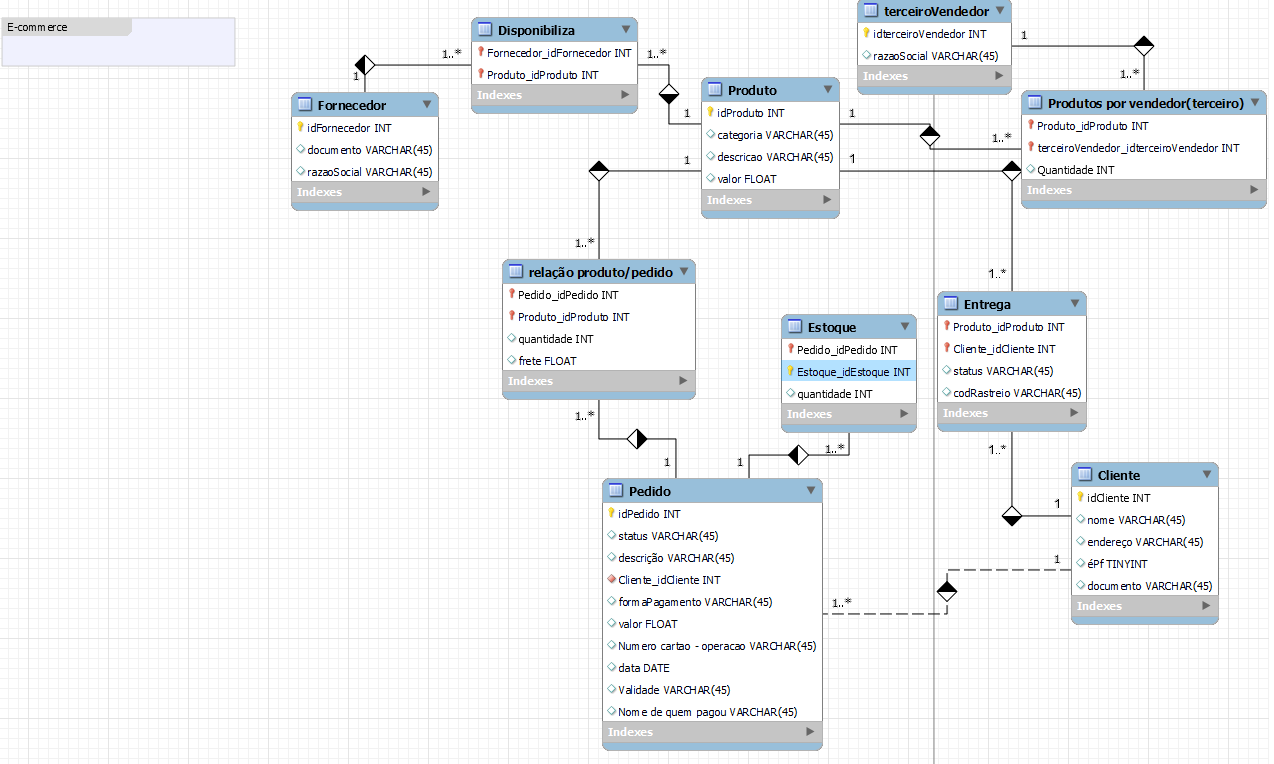 E-commerce
Disponibiliza
Fornecedor_idFornecedor INT
Produto_idProduto INT
Indexes
1..*
1..*
1
1
Fornecedor
idFornecedor INT
documento VARCHAR(45)
razaoSocial VARCHAR(45)
Indexes
terceiroVendedor
idterceiroVendedor INT
razaoSocial VARCHAR(45)
Indexes
1
1..*
Produto
idProduto INT
categoria VARCHAR(45)
descricao VARCHAR(45)
valor FLOAT
Indexes
1
1..*
1
1
Produtos por vendedor(terceiro)
Produto_idProduto INT
terceiroVendedor_idterceiroVendedor INT
Quantidade INT
Indexes
1..*
1..*
relação produto/pedido
Pedido_idPedido INT
Produto_idProduto INT
quantidade INT
frete FLOAT
Indexes
1..*
1
Estoque
Pedido_idPedido INT
Estoque_idEstoque INT
quantidade INT
Indexes
1..*
1
Entrega
Produto_idProduto INT
Cliente_idCliente INT
status VARCHAR(45)
codRastreio VARCHAR(45)
Indexes
1..*
1
Pedido
idPedido INT
status VARCHAR(45)
descrição VARCHAR(45)
Cliente_idCliente INT
formaPagamento VARCHAR(45)
valor FLOAT
Numero cartao - operacao VARCHAR(45)
data DATE
Validade VARCHAR(45)
Nome de quem pagou VARCHAR(45)
Indexes
1..*
1
Cliente
idCliente INT
nome VARCHAR(45)
endereço VARCHAR(45)
éPf TINYINT
documento VARCHAR(45)
Indexes